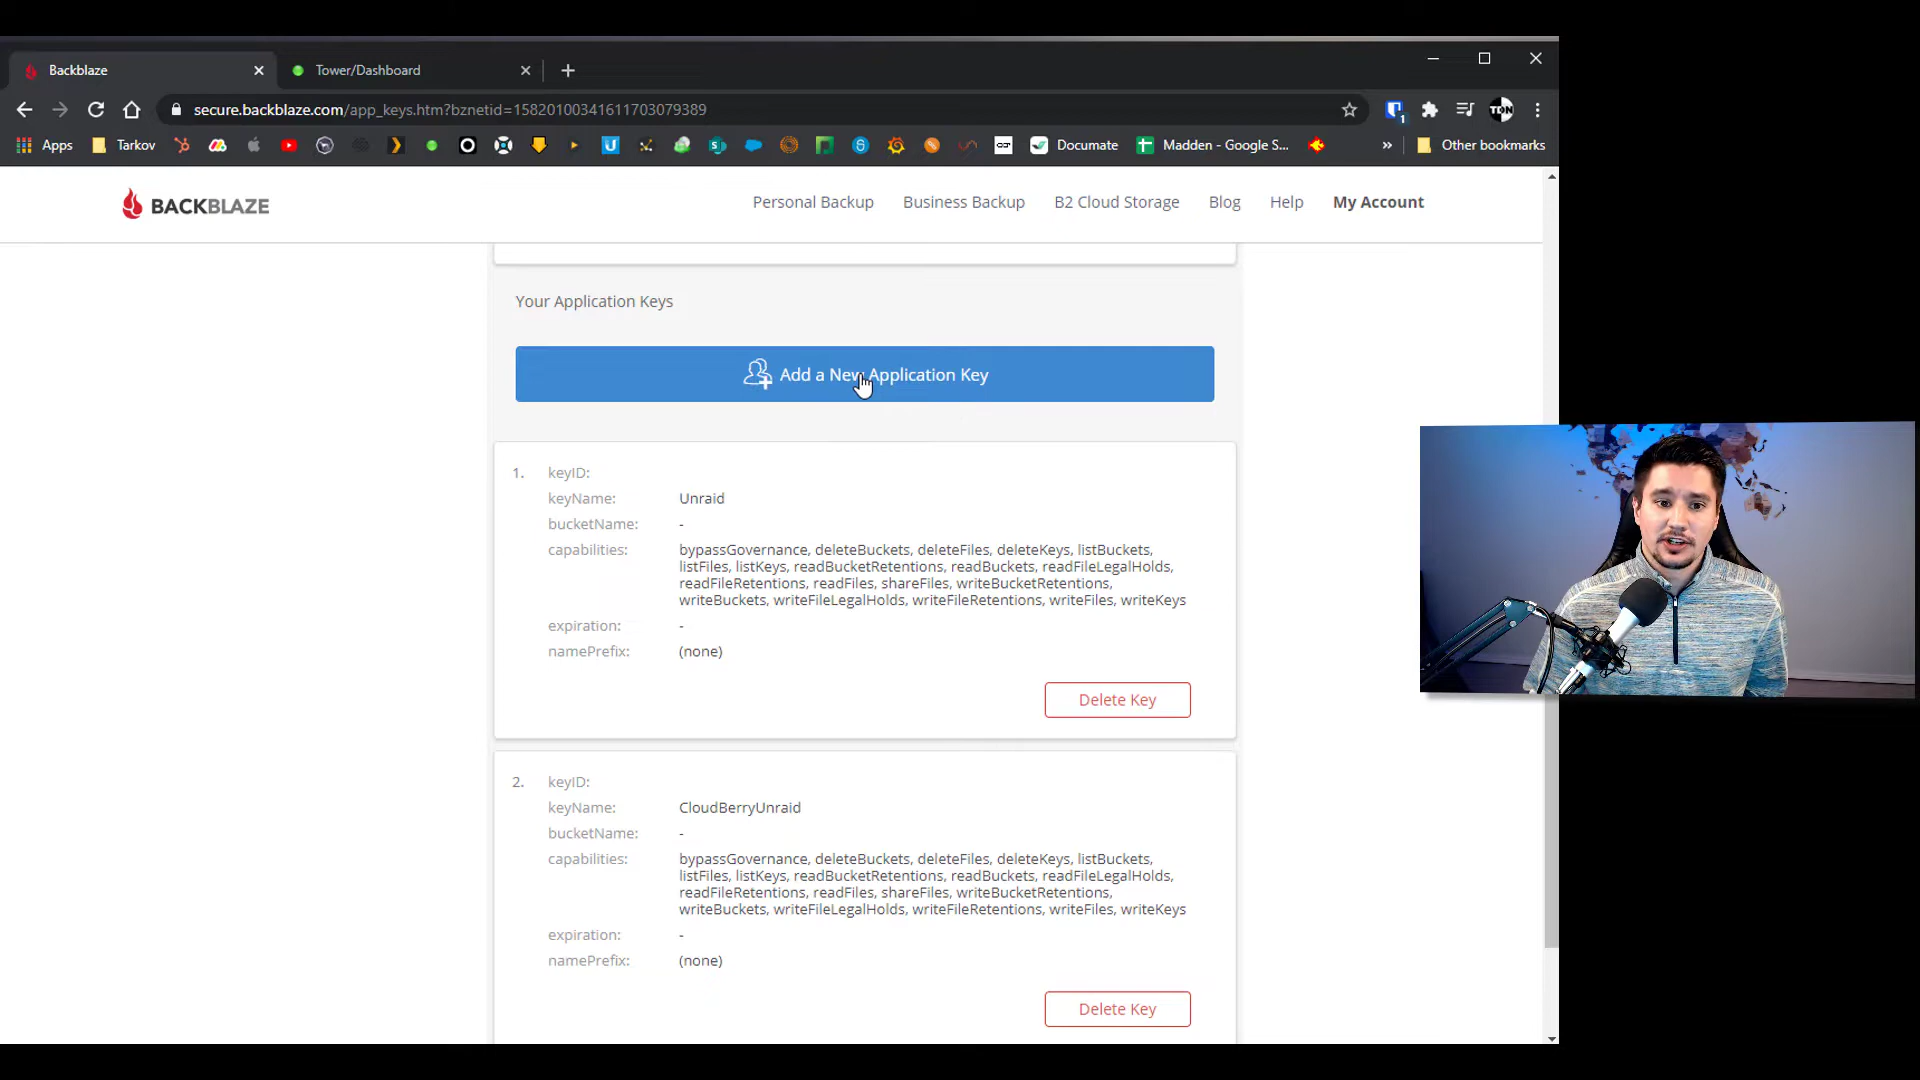 Backblaze
Tower/Dashboard
secure.backblaze.com/app_keys.htm?bznetid=15820100341611703079389
1
TDN
Apps
Tarkov
Documate
Madden - Google S...
»
Other bookmarks
BACKBLAZE
Personal Backup
Business Backup
B2 Cloud Storage
Blog
Help
My Account
Your Application Keys
Add a New Application Key
1.
keyID:
keyName: Unraid
bucketName: -
capabilities: bypassGovernance, deleteBuckets, deleteFiles, deleteKeys, listBuckets,
listFiles, listKeys, readBucketRetentions, readBuckets, readFileLegalHolds,
readFileRetentions, readFiles, shareFiles, writeBucketRetentions,
writeBuckets, writeFileLegalHolds, writeFileRetentions, writeFiles, writeKeys
expiration: -
namePrefix: (none)
Delete Key
2.
keyID:
keyName: CloudBerryUnraid
bucketName: -
capabilities: bypassGovernance, deleteBuckets, deleteFiles, deleteKeys, listBuckets,
listFiles, listKeys, readBucketRetentions, readBuckets, readFileLegalHolds,
readFileRetentions, readFiles, shareFiles, writeBucketRetentions,
writeBuckets, writeFileLegalHolds, writeFileRetentions, writeFiles, writeKeys
expiration: -
namePrefix: (none)
Delete Key